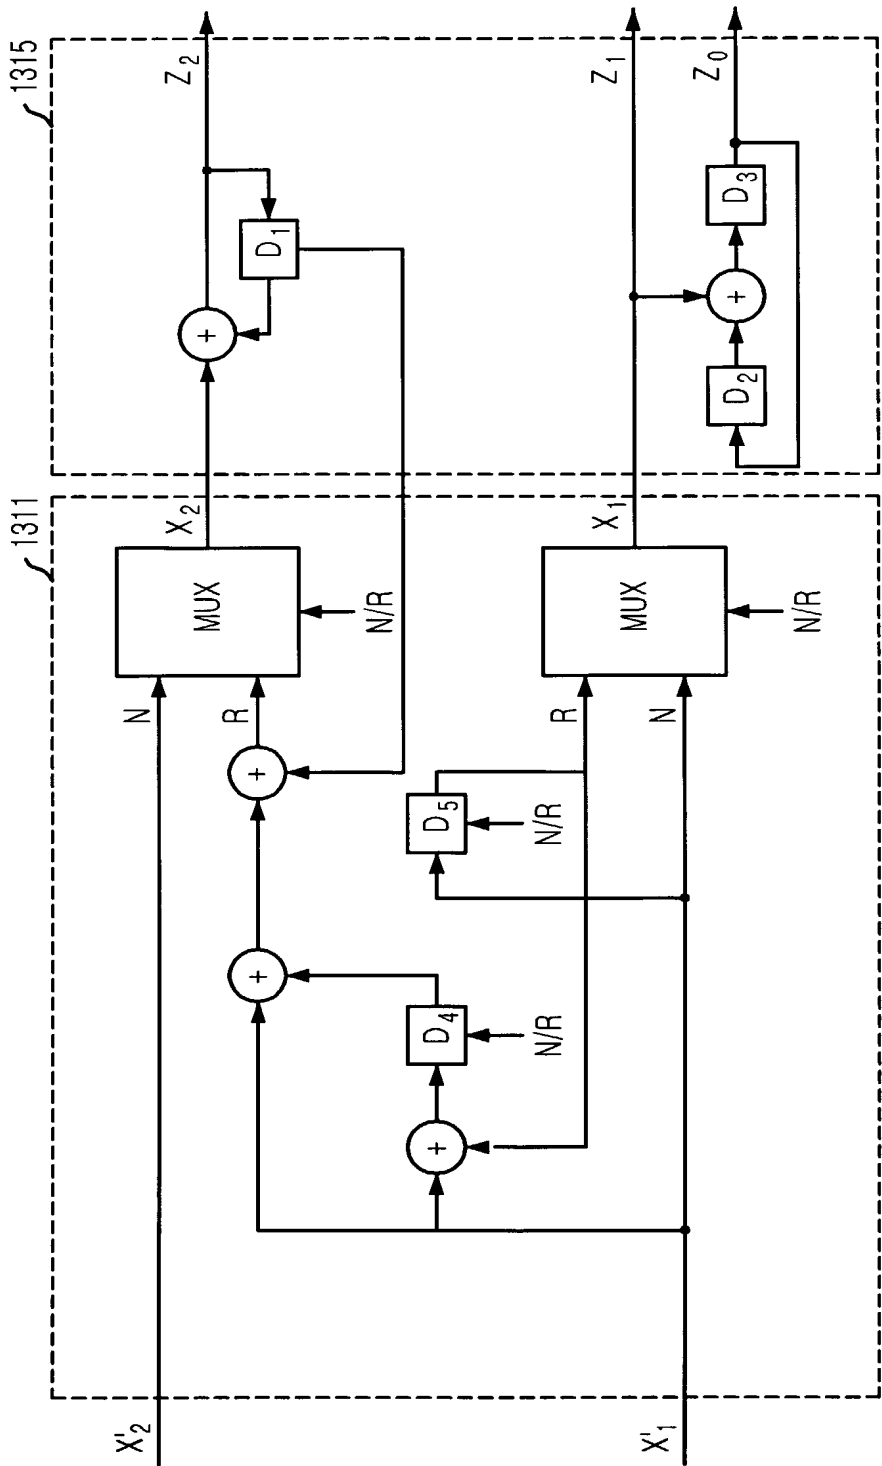 1311
1315
X'2
N
MUX
X2
Z2
R
N/R
D1
D4
N/R
D5
N/R
R
N
MUX
N/R
X1
Z1
D2
D3
Z0
X'1
+
+
+
+
+